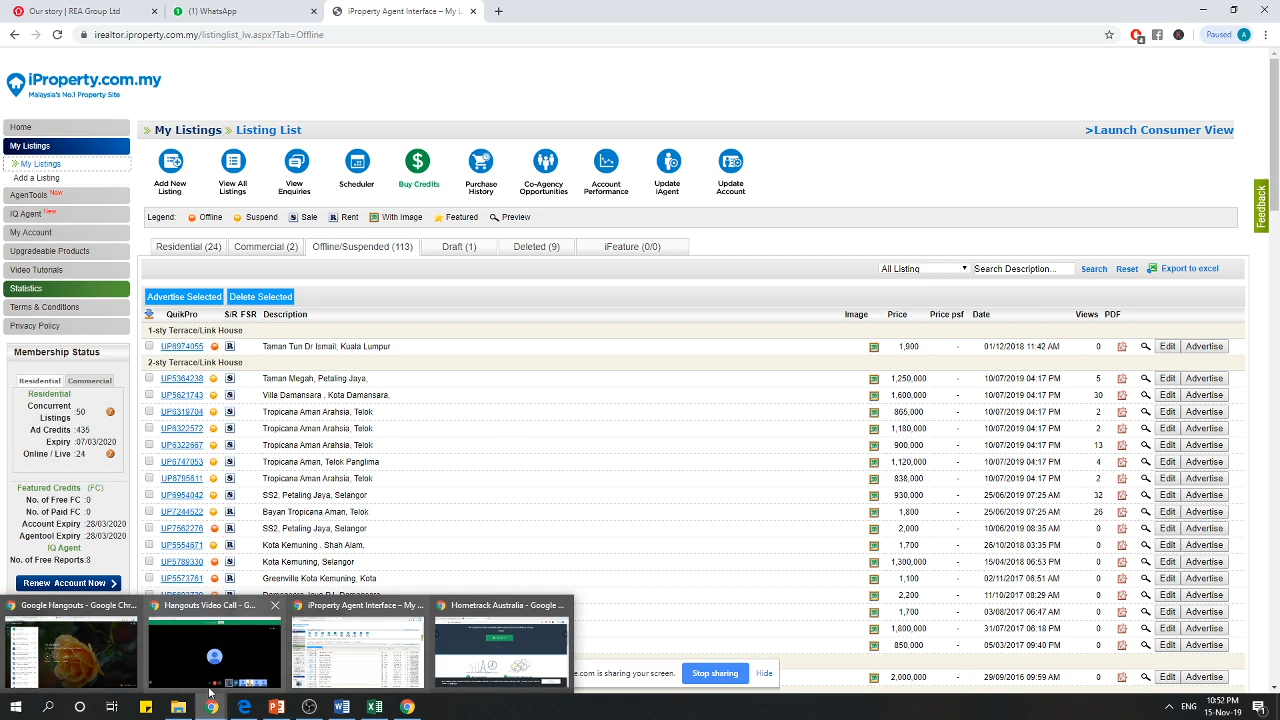 Our story | REA Group Ltd
(1) WhatsApp
iProperty Agent Interface – My L
Paused
A
irealtor.iproperty.com.my/listinglist_lw.aspx?Tab=Offline
iProperty.com.my
Malaysia's No.1 Property Site
Home
My Listings
My Listings
Add a Listing
AgentTools New
IQ Agent New
My Account
Upgradeable Products
Video Tutorials
Statistics
Terms & Conditions
Privacy Policy
Membership Status
Residential Commercial
Residential
Concurrent Listings :50
Ad Credits :435
Expiry :07/03/2020
Online / Live :24
Featured Credits (FC)
No. of Free FC :0
No. of Paid FC :0
Account Expiry :28/03/2020
Agentool Expiry :28/03/2020
IQ Agent
No. of Free Reports :8
Renew Account Now
My Listings Listing List
>Launch Consumer View
Add New Listing
View All Listings
View Enquiries
Scheduler
Buy Credits
Purchase History
Co-Agency Opportunities
Account Performance
Update iAgent
Update Account
Feedback
Legend: Offline Suspend Sale Rent With Image Featured Preview
Residential (24) Commercial (2) Offline/Suspended (113) Draft (1) Deleted (9) iFeature (0/0)
All Listing Search Description... Search Reset Export to excel
Advertise Selected Delete Selected
QuikPro S/R FSR Description Image Price Price psf Date Views PDF
1-sty Terrace/Link House
UP6974055 R Taman Tun Dr Ismail, Kuala Lumpur 1,900 - 01/12/2018 11:42 AM 0 Edit Advertise
2-sty Terrace/Link House
UP5364238 S Taman Megah, Petaling Jaya, 1,250,000 - 10/07/2019 04:17 PM 5 Edit Advertise
UP5621743 S Villa Damansara , Kota Damansara, 1,600,000 - 10/07/2019 04:17 PM 30 Edit Advertise
UP6319704 S Tropicana Aman Arahsia, Telok 865,000 - 10/07/2019 04:17 PM 2 Edit Advertise
UP6322572 S Tropicana Aman Arahsia, Telok 1,180,000 - 10/07/2019 04:17 PM 2 Edit Advertise
UP6322667 S Tropicana Aman Arahsia, Telok 900,000 - 10/07/2019 04:17 PM 13 Edit Advertise
UP6747053 S Tropicana Aman, Telok Panglima 1,120,000 - 10/07/2019 04:17 PM 4 Edit Advertise
UP6795611 S Tropicana Aman Arahsia, Telok 838,000 - 10/07/2019 04:17 PM 2 Edit Advertise
UP6954042 S SS2, Petaling Jaya, Selangor 930,000 - 25/06/2019 07:25 AM 32 Edit Advertise
UP7244522 R Bayan Tropicana Aman, Telok 1,800 - 25/06/2019 07:25 AM 26 Edit Advertise
UP7562276 R SS2, Petaling Jaya, Selangor 2,000 - 10/06/2019 08:35 AM 0 Edit Advertise
UP5554671 R Kota Kemuning , Shah Alam, 1,700 - 26/10/2018 03:35 PM 0 Edit Advertise
UP5789330 S Kota Kemuning, Selangor 1,300,000 - 15/04/2018 06:53 PM 0 Edit Advertise
UP5573761 R Greenville Kota Kemuning, Kota 1,100 - 02/11/2017 06:51 AM 0 Edit Advertise
2,200 - 11/10/2017 08:29 AM 0 Edit Advertise
1,700 - 03/08/2017 06:47 AM 0 Edit Advertise
- 31/07/2017 06:18 PM 0 Edit Advertise
- 0 Edit Advertise
- 0 Edit Advertise
Google Hangouts - Google Chr...
Hangouts Video Call - G...
iProperty Agent Interface – My ...
Hometrack Australia - Google ...
.com is sharing your screen. Stop sharing Hide
ENG
10:52 PM
15-Nov-19